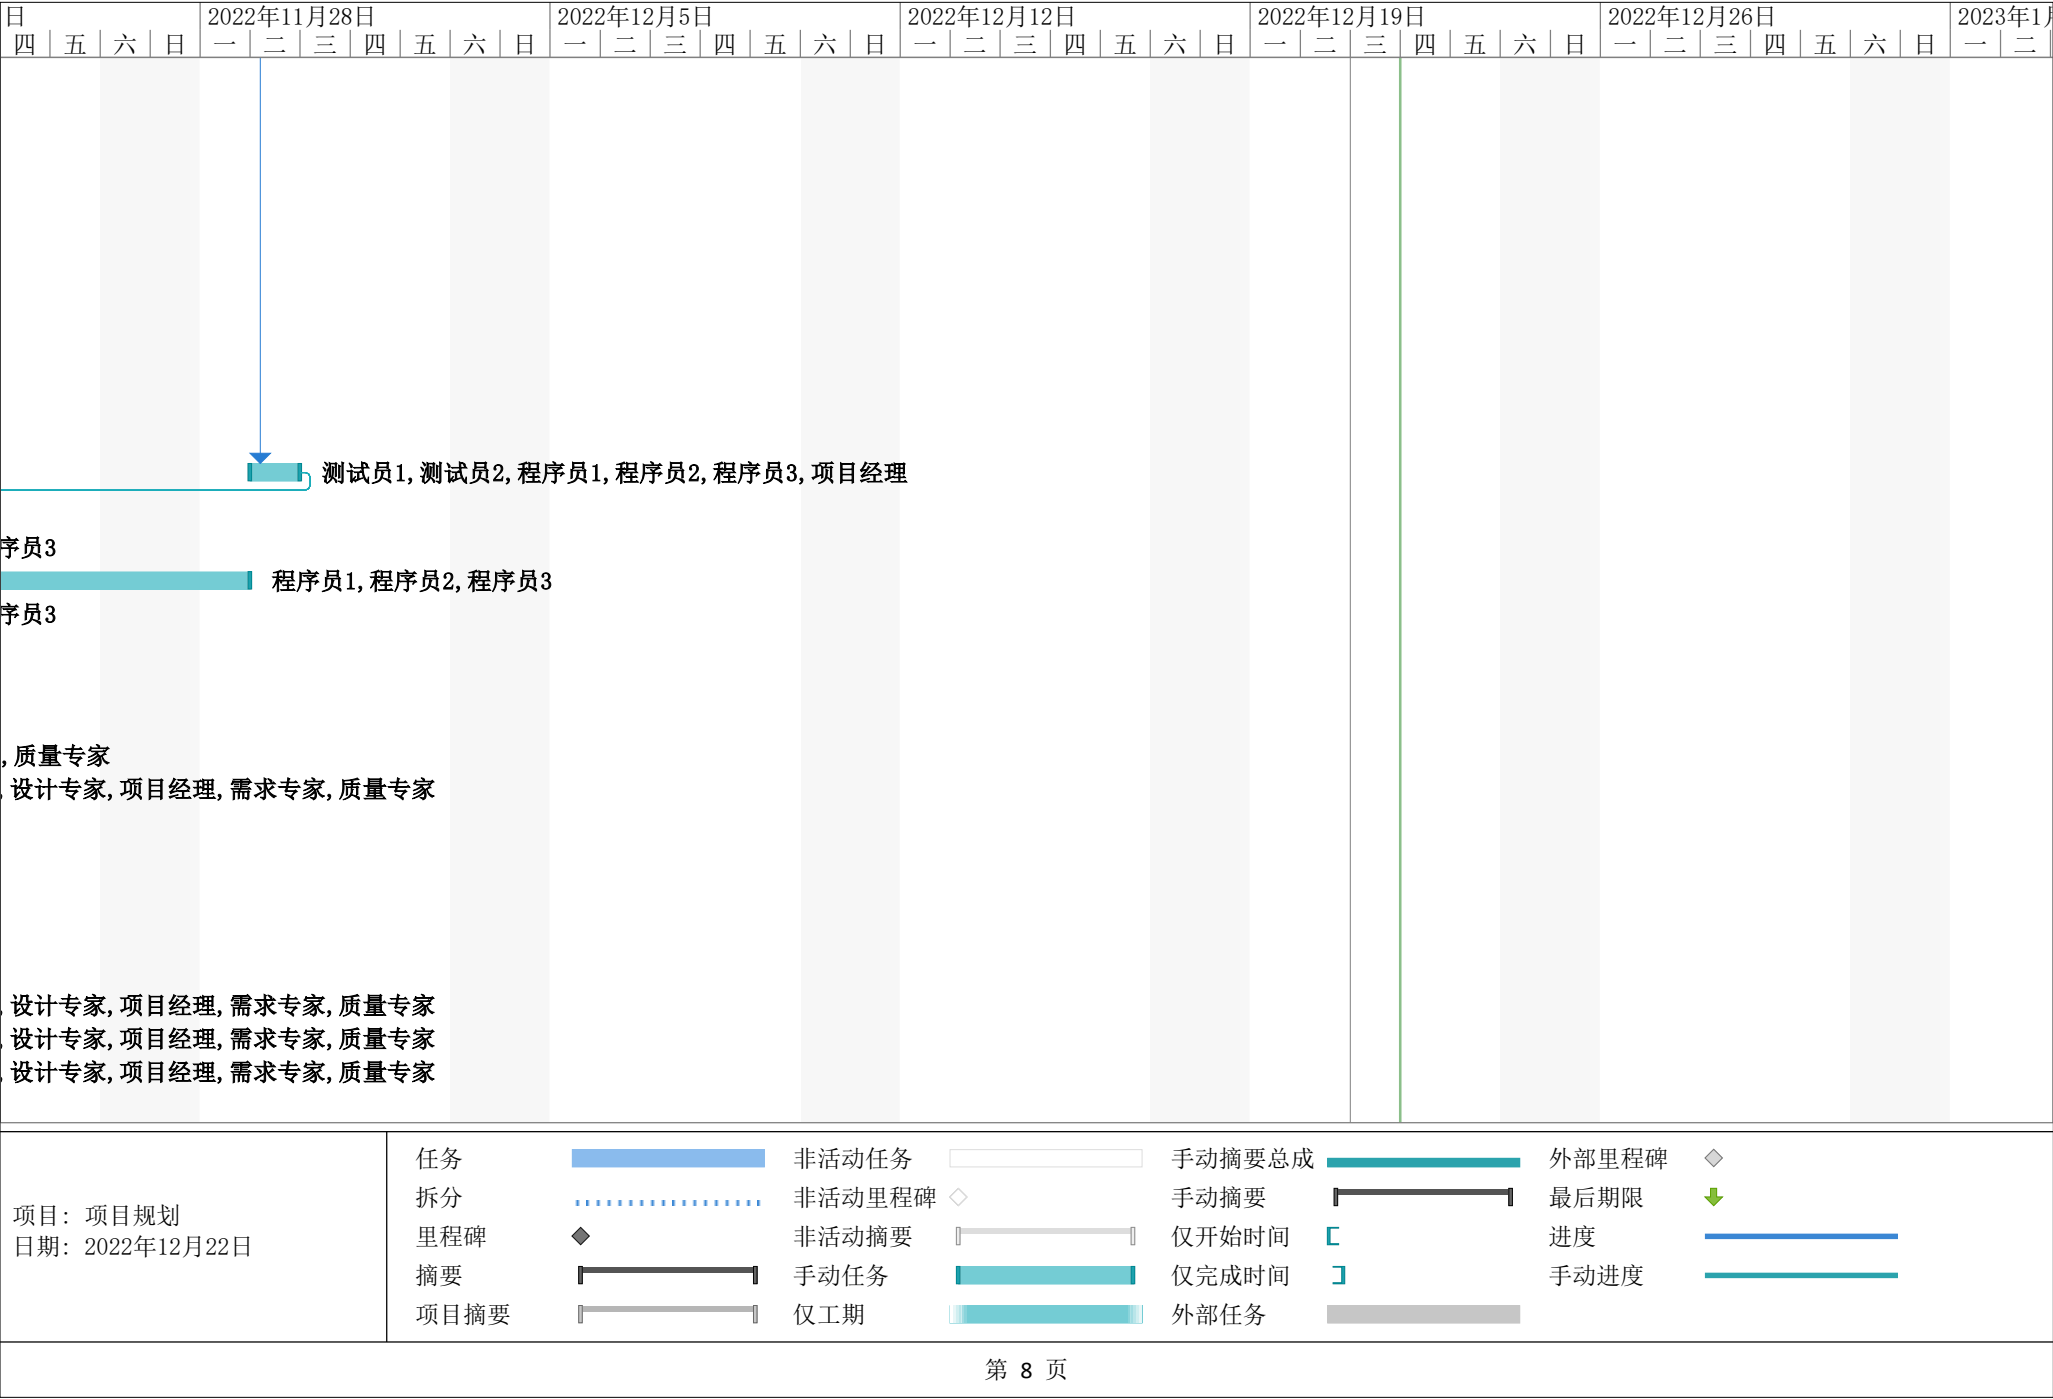 日 2022年11月28日 2022年12月5日 2022年12月12日 2022年12月19日 2022年12月26日 2023年1月
四 五 六 日 一 二 三 四 五 六 日 一 二 三 四 五 六 日 一 二 三 四 五 六 日 一 二 三 四 五 六 日 一 二 三 四 五 六 日 一 二
测试员1,测试员2,程序员1,程序员2,程序员3,项目经理
序员3
程序员1,程序员2,程序员3
序员3
,质量专家
,设计专家,项目经理,需求专家,质量专家
,设计专家,项目经理,需求专家,质量专家
,设计专家,项目经理,需求专家,质量专家
,设计专家,项目经理,需求专家,质量专家
项目: 项目规划
日期: 2022年12月22日
任务 非活动任务 手动摘要总成 外部里程碑
拆分 非活动里程碑 手动摘要 最后期限
里程碑 非活动摘要 仅开始时间 进度
摘要 手动任务 仅完成时间 手动进度
项目摘要 仅工期 外部任务
第 8 页